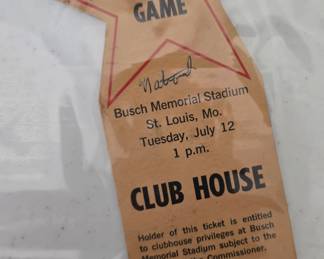 GAME
National
Busch Memorial Stadium
St. Louis, Mo.
Tuesday, July 12
1 p.m.
CLUB HOUSE
Holder of this ticket is entitled
to clubhouse privileges at Busch
Memorial Stadium subject to the
Commissioner.